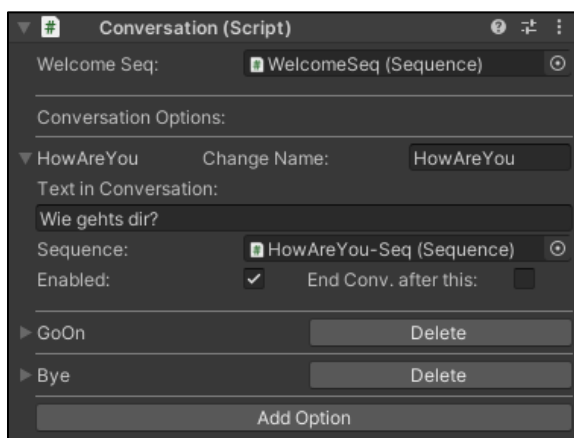 Conversation (Script)
Welcome Seq: WelcomeSeq (Sequence)
Conversation Options:
HowAreYou Change Name: HowAreYou
Text in Conversation:
Wie gehts dir?
Sequence: HowAreYou-Seq (Sequence)
Enabled: End Conv. after this:
GoOn Delete
Bye Delete
Add Option